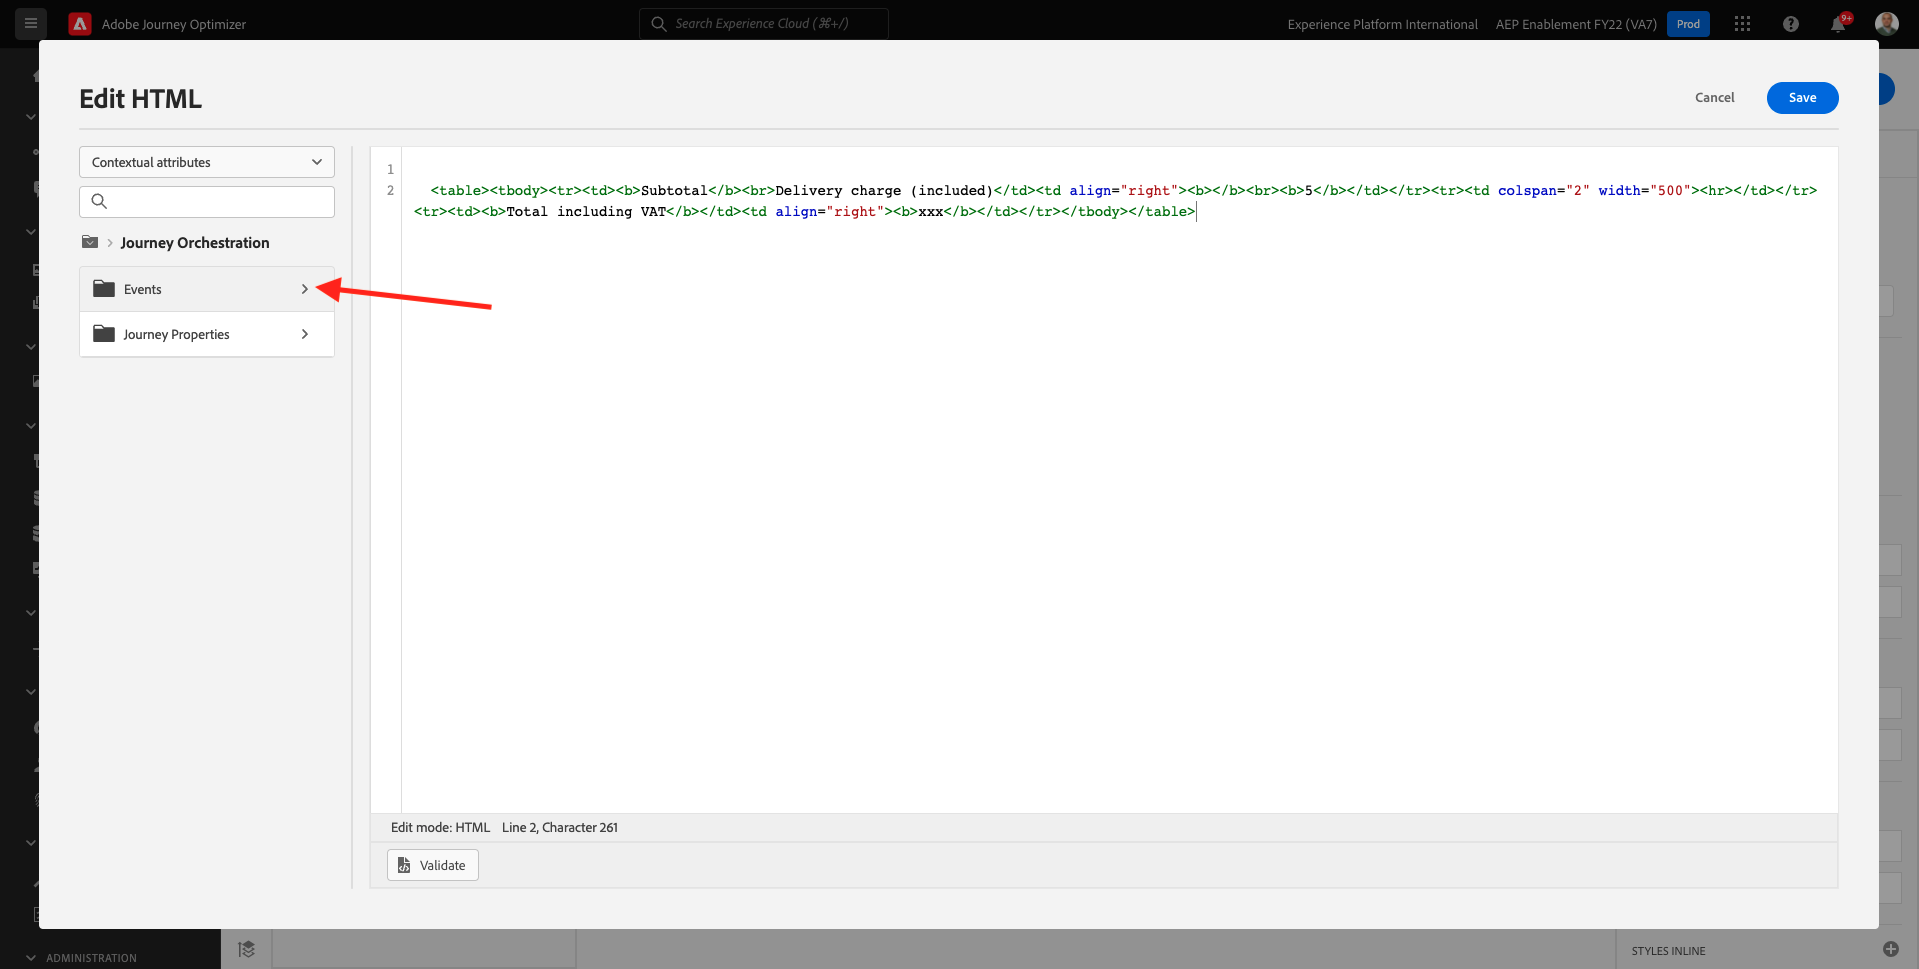 Adobe Journey Optimizer
Search Experience Cloud (⌘+/)
Experience Platform International
AEP Enablement FY22 (VA7)
Prod
9+
Edit HTML
Cancel
Save
Contextual attributes
Journey Orchestration
Events
Journey Properties
1
2 <table><tbody><tr><td><b>Subtotal</b><br>Delivery charge (included)</td><td align="right"><b></b><br><b>5</b></td></tr><tr><td colspan="2" width="500"><hr></td></tr>
<tr><td><b>Total including VAT</b></td><td align="right"><b>xxx</b></td></tr></tbody></table>
Edit mode: HTML Line 2, Character 261
Validate
ADMINISTRATION
STYLES INLINE